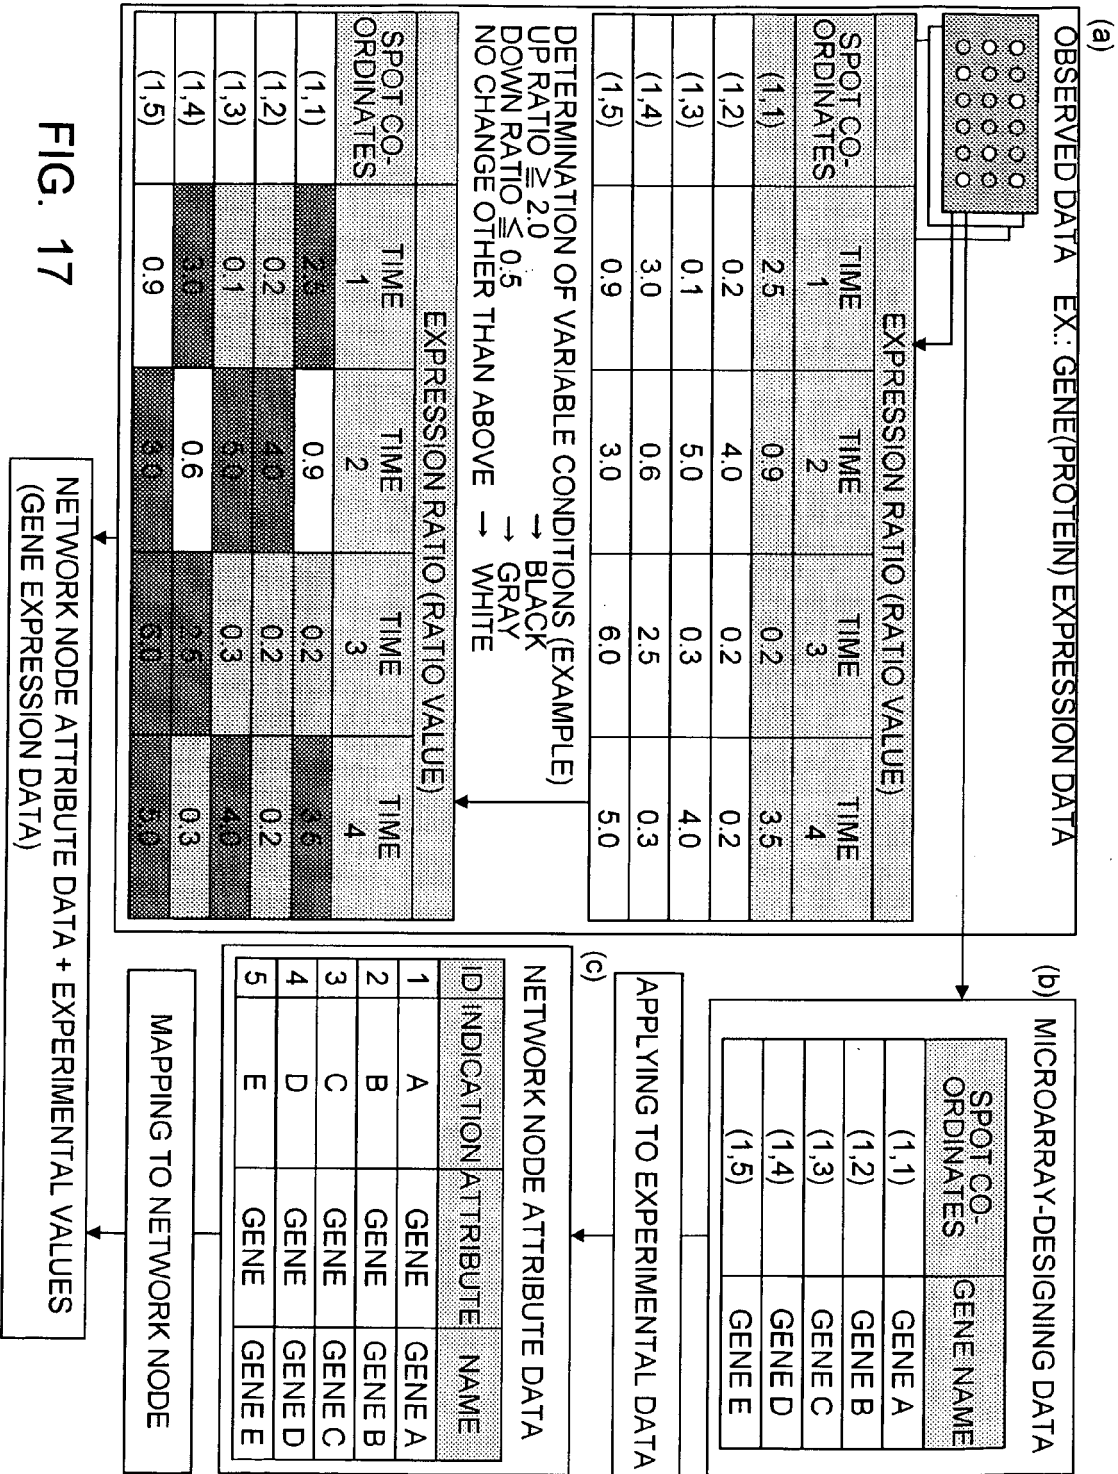 (a)
OBSERVED DATA EX.: GENE(PROTEIN) EXPRESSION DATA
EXPRESSION RATIO (RATIO VALUE)
SPOT CO-ORDINATES TIME 1 TIME 2 TIME 3 TIME 4
(1,1) 2.5 0.9 0.2 3.5
(1,2) 0.2 4.0 0.2 0.2
(1,3) 0.1 5.0 0.3 4.0
(1,4) 3.0 0.6 2.5 0.3
(1,5) 0.9 3.0 6.0 5.0
DETERMINATION OF VARIABLE CONDITIONS (EXAMPLE)
UP RATIO ≧ 2.0 → BLACK
DOWN RATIO ≦ 0.5 → GRAY
NO CHANGE OTHER THAN ABOVE → WHITE
EXPRESSION RATIO (RATIO VALUE)
SPOT CO-ORDINATES TIME 1 TIME 2 TIME 3 TIME 4
(1,1) 2.5 0.9 0.2 3.5
(1,2) 0.2 4.0 0.2 0.2
(1,3) 0.1 5.0 0.3 4.0
(1,4) 3.0 0.6 2.5 0.3
(1,5) 0.9 3.0 6.0 5.0
(b) MICROARRAY-DESIGNING DATA
SPOT CO-ORDINATES GENE NAME
(1,1) GENE A
(1,2) GENE B
(1,3) GENE C
(1,4) GENE D
(1,5) GENE E
APPLYING TO EXPERIMENTAL DATA
(c)
NETWORK NODE ATTRIBUTE DATA
ID INDICATION ATTRIBUTE NAME
1 A GENE GENE A
2 B GENE GENE B
3 C GENE GENE C
4 D GENE GENE D
5 E GENE GENE E
MAPPING TO NETWORK NODE
NETWORK NODE ATTRIBUTE DATA + EXPERIMENTAL VALUES
(GENE EXPRESSION DATA)
FIG. 17